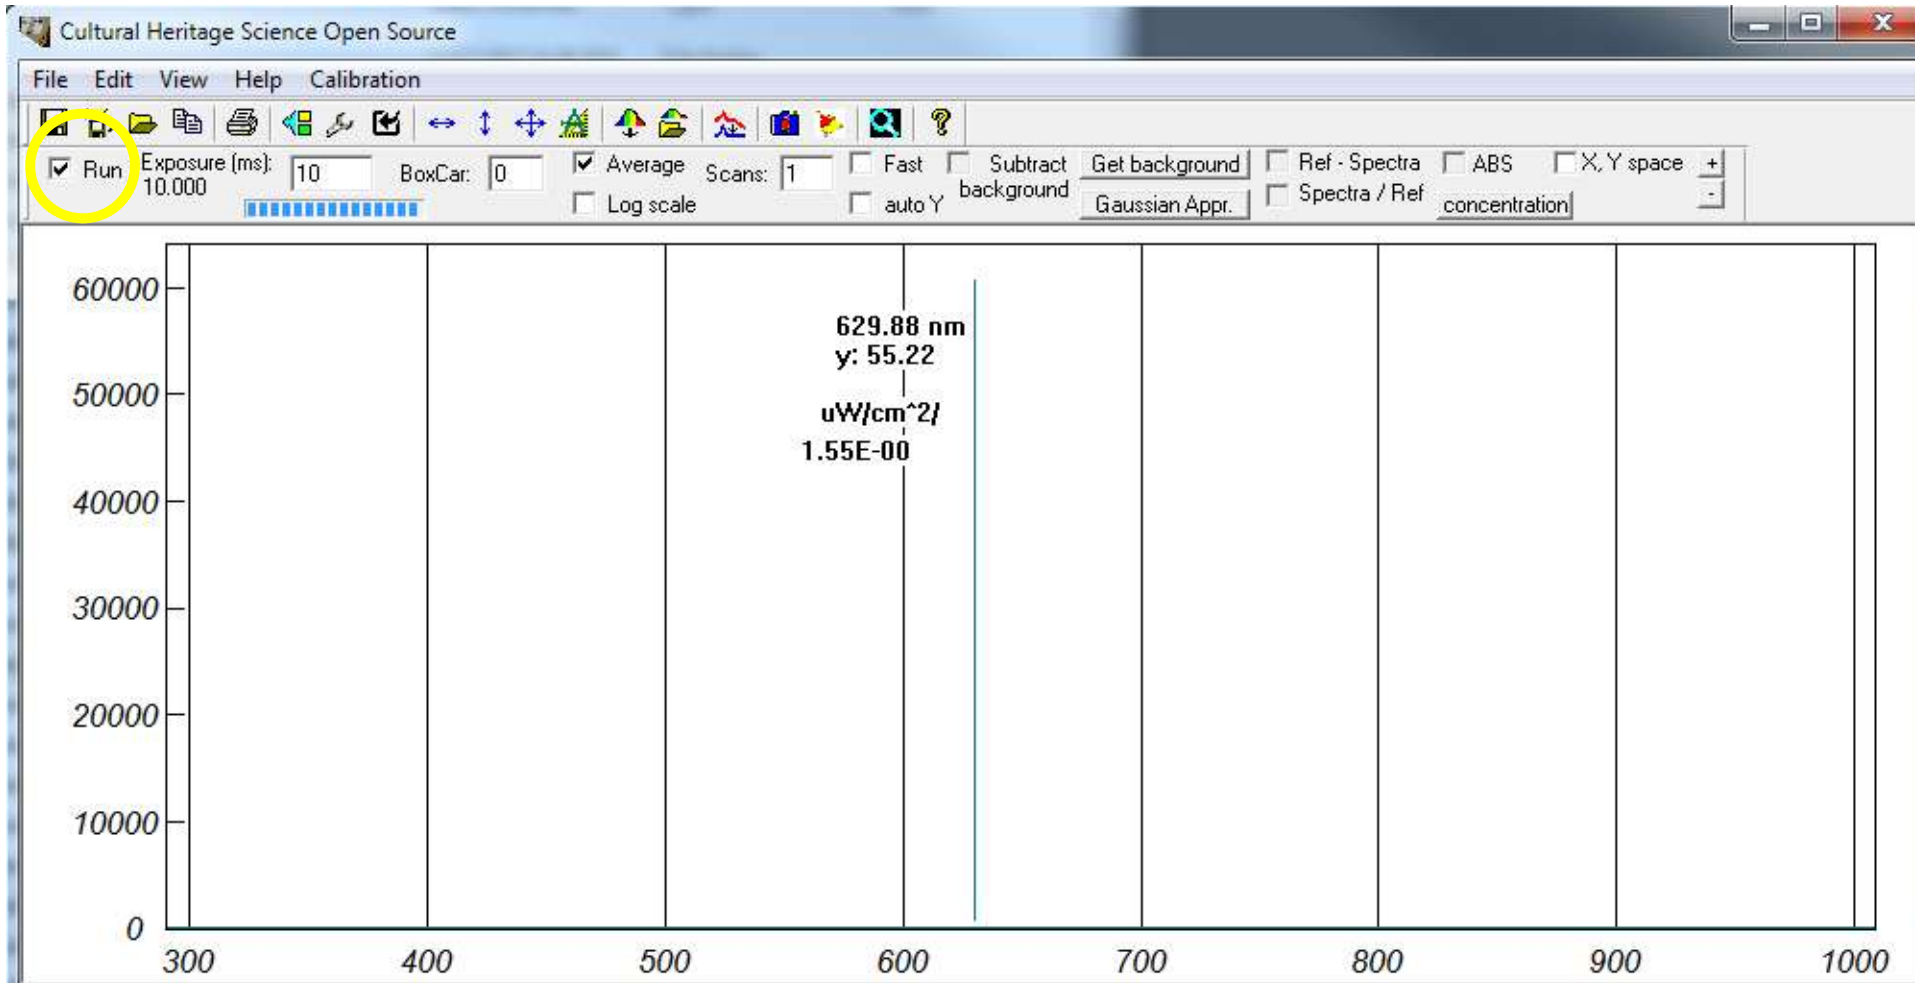 Cultural Heritage Science Open Source
File Edit View Help Calibration
Run Exposure (ms): 10 BoxCar: 0 Average Scans: 1 Fast Subtract Get background Ref - Spectra ABS X, Y space +
10.000 Log scale auto Y background Gaussian Appr. Spectra / Ref concentration -
60000
629.88 nm
y: 55.22
50000
uW/cm^2/
1.55E-00
40000
30000
20000
10000
0
300 400 500 600 700 800 900 1000